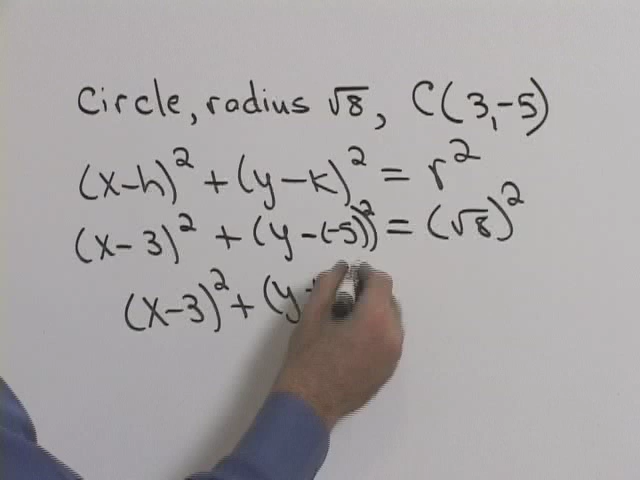 Circle, radius √8, C(3,-5)
(x-h)² + (y-k)² = r²
(x-3)² + (y-(-5))² = (√8)²
(x-3)² + (y